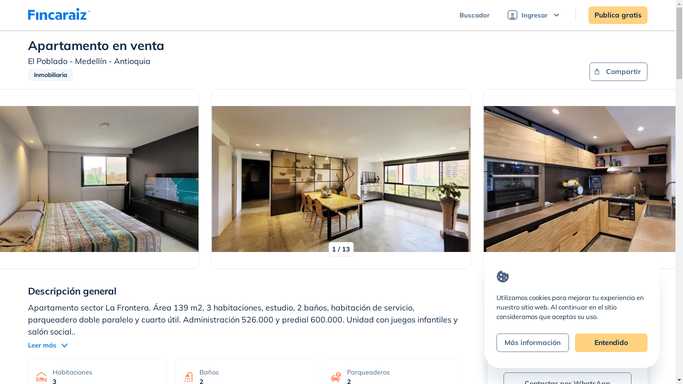 Fincaraiz
Buscador
Ingresar
Publica gratis
Apartamento en venta
El Poblado - Medellín - Antioquia
Inmobiliaria
Compartir
1 / 13
Descripción general
Apartamento sector La Frontera. Área 139 m2, 3 habitaciones, estudio, 2 baños, habitación de servicio,
parqueadero doble paralelo y cuarto útil. Administración 526.000 y predial 600.000. Unidad con juegos infantiles y
salón social..
Leer más
Habitaciones
3
Baños
2
Parqueaderos
2
Utilizamos cookies para mejorar tu experiencia en
nuestro sitio web. Al continuar en el sitio
consideramos que aceptas su uso.
Más información
Entendido
Contactar por WhatsApp